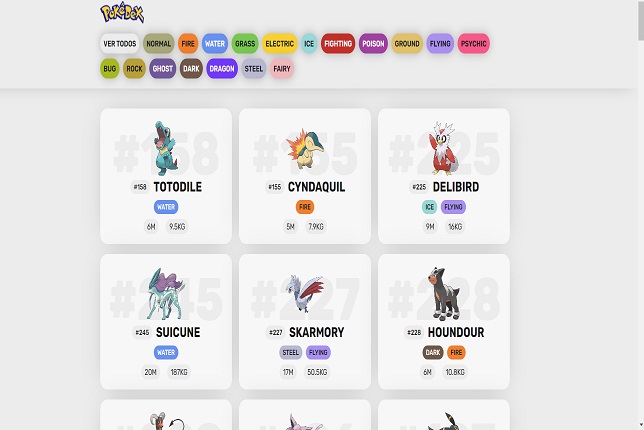 POKéDEX
VER TODOS NORMAL FIRE WATER GRASS ELECTRIC ICE FIGHTING POISON GROUND FLYING PSYCHIC
BUG ROCK GHOST DARK DRAGON STEEL FAIRY
#158 #155 #225
#158 TOTODILE #155 CYNDAQUIL #225 DELIBIRD
WATER FIRE ICE FLYING
6M 9.5KG 5M 7.9KG 9M 16KG
#245 #227 #228
#245 SUICUNE #227 SKARMORY #228 HOUNDOUR
WATER STEEL FLYING DARK FIRE
20M 187KG 17M 50.5KG 6M 10.8KG